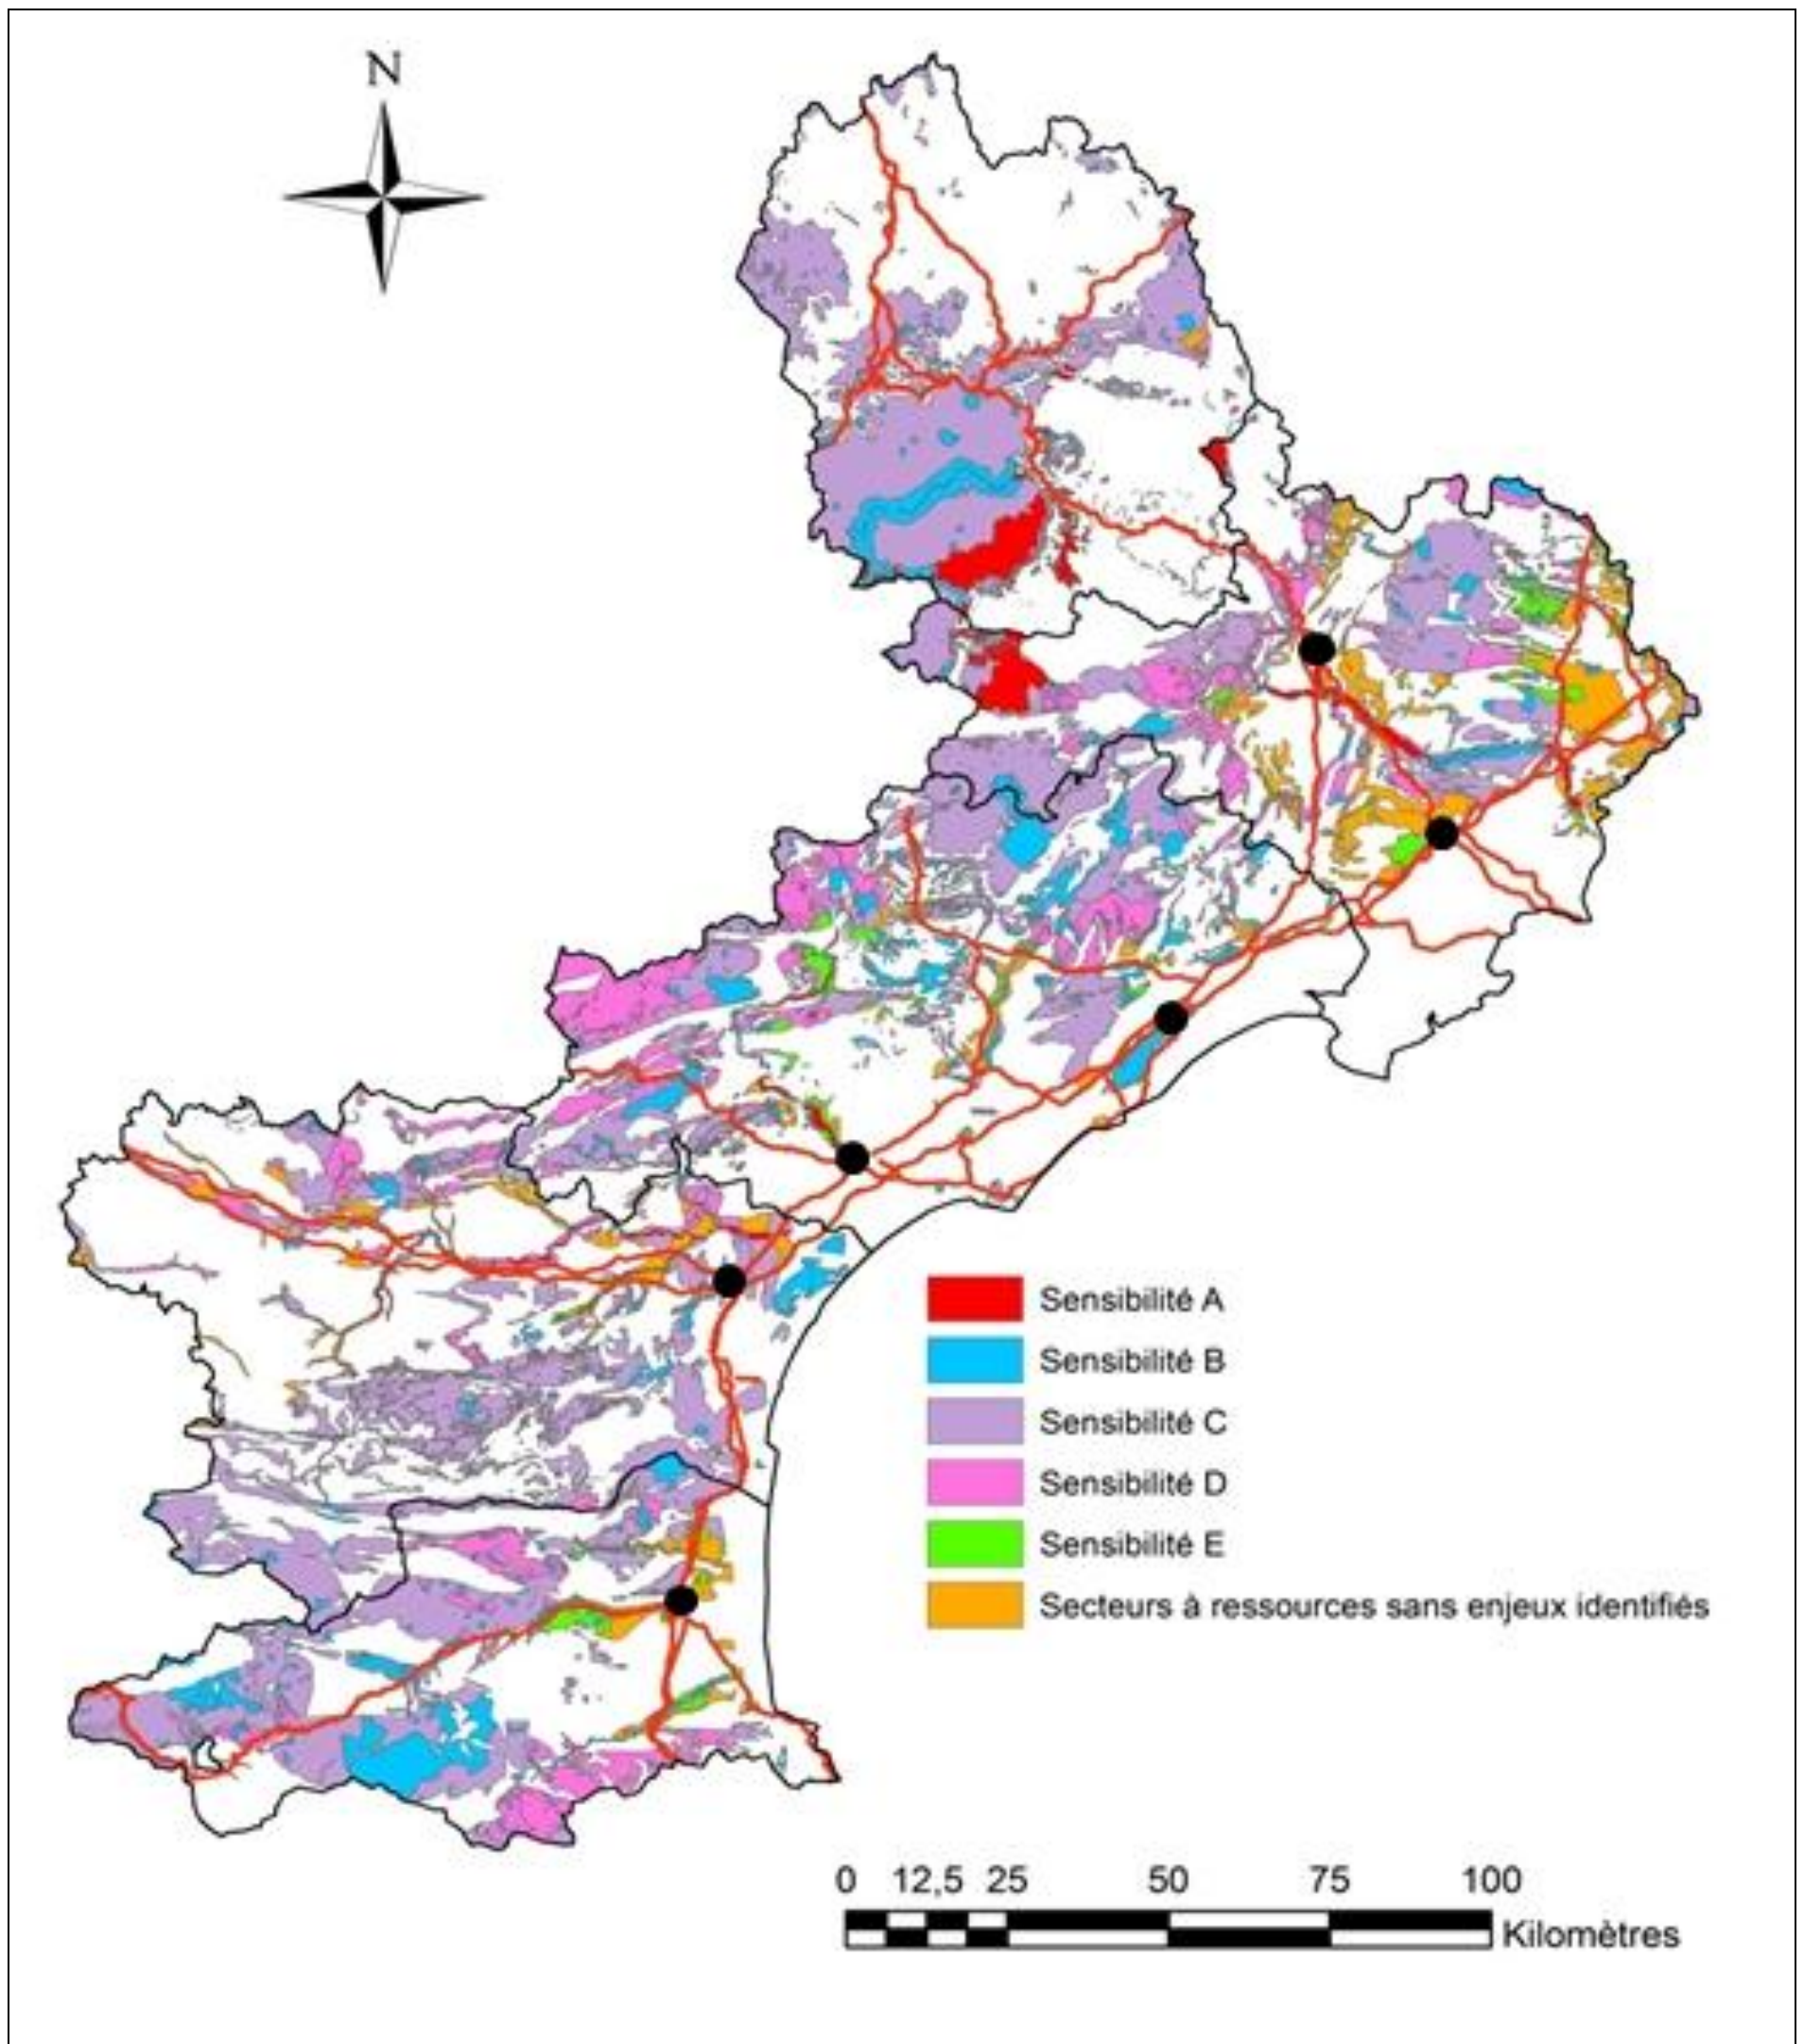 N
Sensibilité A
Sensibilité B
Sensibilité C
Sensibilité D
Sensibilité E
Secteurs à ressources sans enjeux identifiés
0 12,5 25 50 75 100
Kilomètres